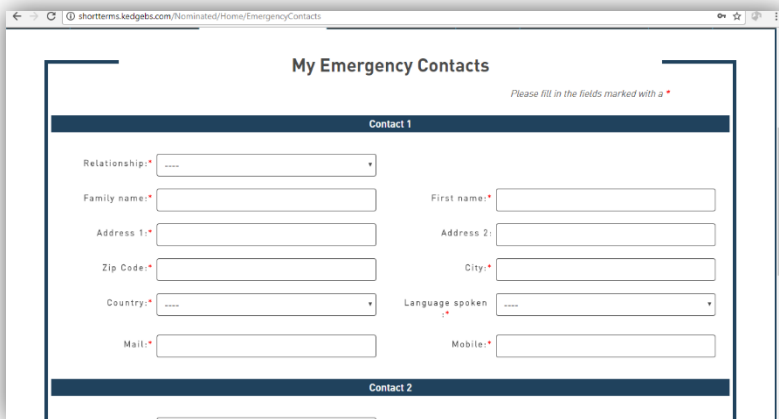 shortterms.kedgebs.com/Nominated/Home/EmergencyContacts
My Emergency Contacts
Please fill in the fields marked with a *
Contact 1
Relationship:* ----
Family name:* First name:*
Address 1:* Address 2:
Zip Code:* City:*
Country:* ---- Language spoken ----
:*
Mail:* Mobile:*
Contact 2